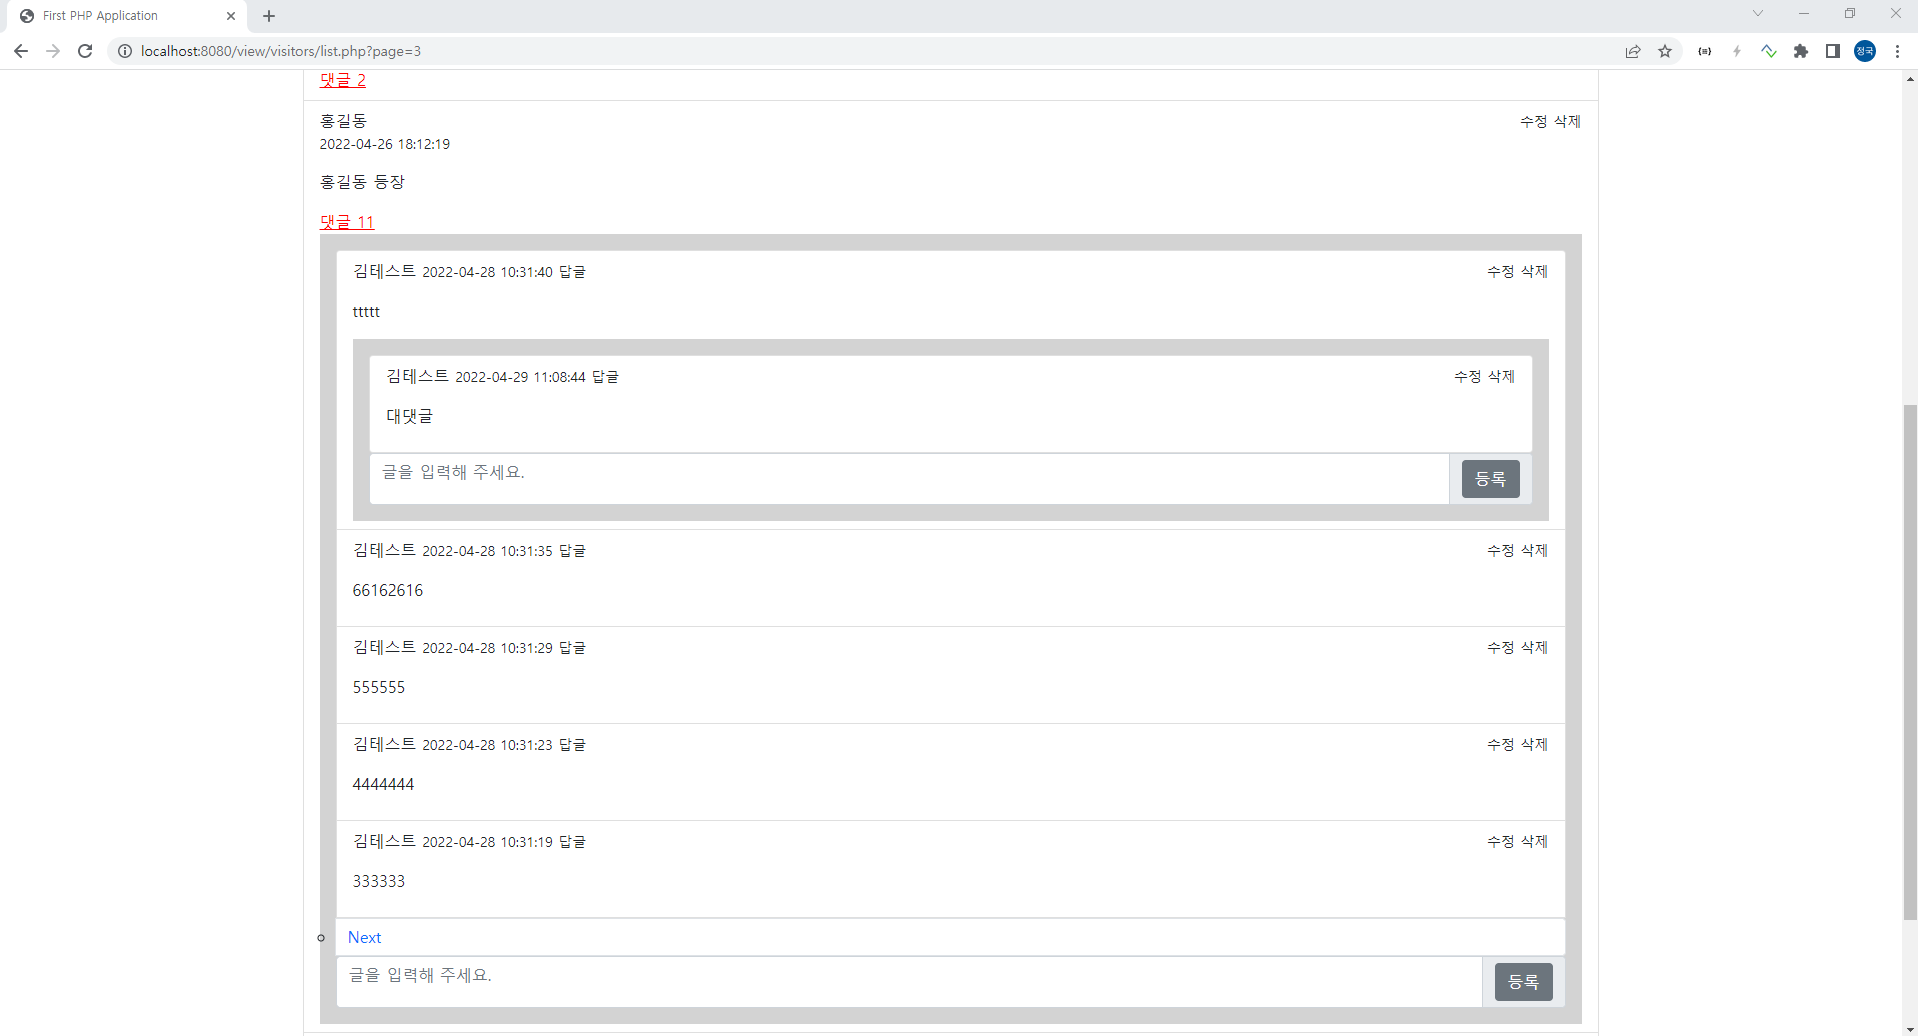 First PHP Application
localhost:8080/view/visitors/list.php?page=3
정국
댓글 2
홍길동 수정 삭제
2022-04-26 18:12:19
홍길동 등장
댓글 11
김테스트 2022-04-28 10:31:40 답글 수정 삭제
ttttt
김테스트 2022-04-29 11:08:44 답글 수정 삭제
대댓글
글을 입력해 주세요. 등록
김테스트 2022-04-28 10:31:35 답글 수정 삭제
66162616
김테스트 2022-04-28 10:31:29 답글 수정 삭제
555555
김테스트 2022-04-28 10:31:23 답글 수정 삭제
4444444
김테스트 2022-04-28 10:31:19 답글 수정 삭제
333333
Next
글을 입력해 주세요. 등록